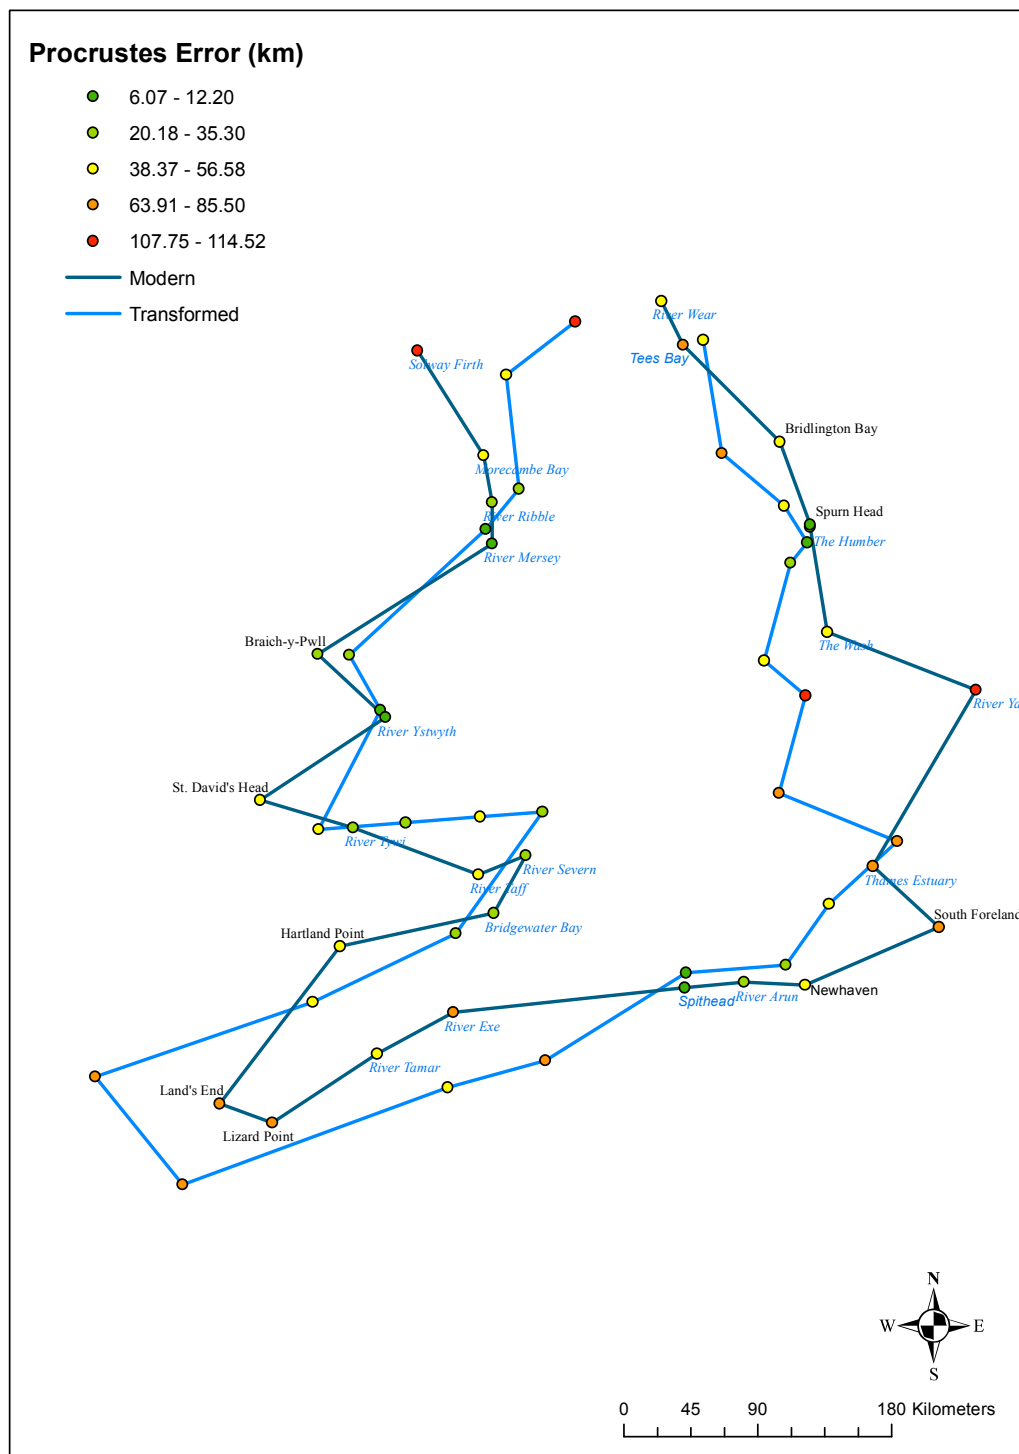 Procrustes Error (km)
6.07 - 12.20
20.18 - 35.30
38.37 - 56.58
63.91 - 85.50
107.75 - 114.52
Modern
Transformed
River Wear
Tees Bay
Solway Firth
Bridlington Bay
Morecambe Bay
River Ribble
Spurn Head
The Humber
River Mersey
Braich-y-Pwll
The Wash
River Ya
River Ystwyth
St. David's Head
River Tywi
River Severn
River Taff
Thames Estuary
Bridgewater Bay
South Foreland
Hartland Point
River Exe
Spithead
River Arun
Newhaven
River Tamar
Land's End
Lizard Point
N
W
E
S
0 45 90 180 Kilometers